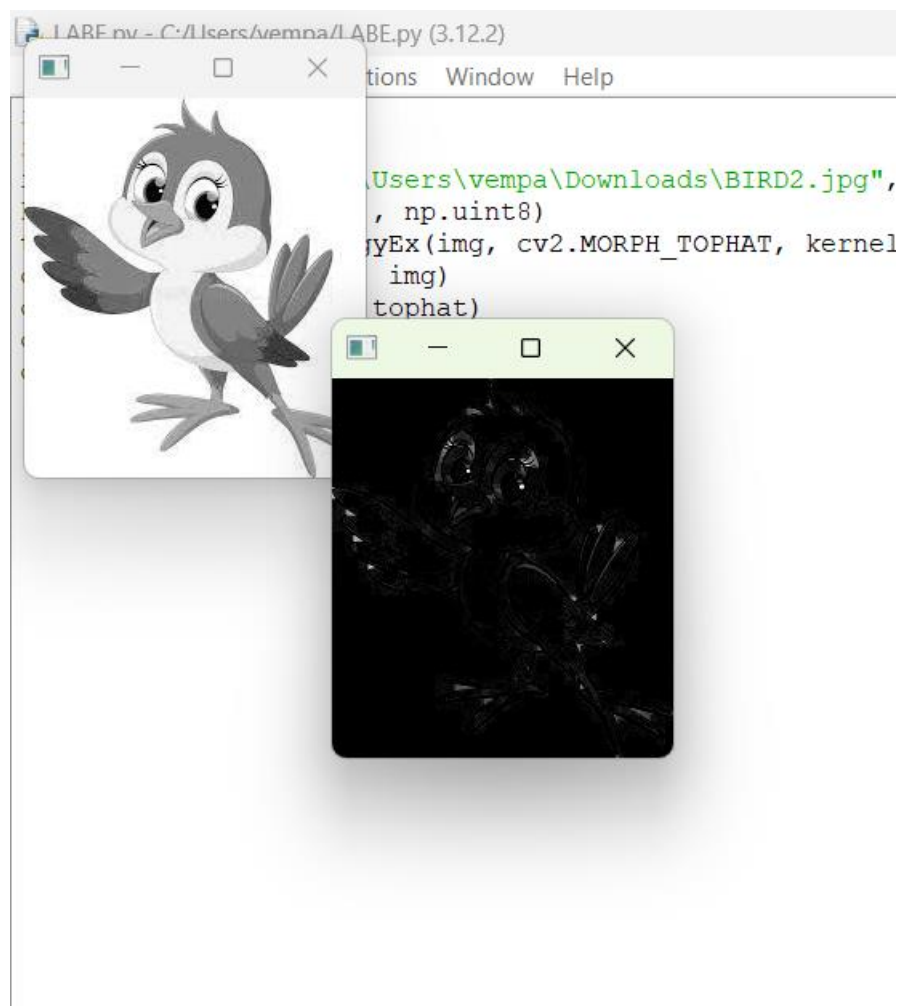 LABE.py - C:/Users/vempa/LABE.py (3.12.2)
tions Window Help
\Users\vempa\Downloads\BIRD2.jpg",
, np.uint8)
gyEx(img, cv2.MORPH_TOPHAT, kernel
img)
tophat)